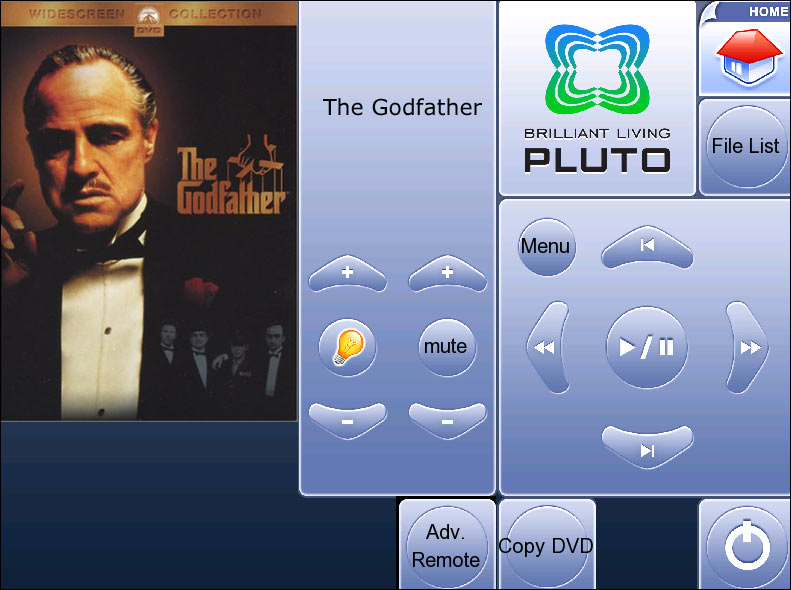 WIDESCREEN COLLECTION
DVD
The
Godfather
The Godfather
+
+
mute
-
-
BRILLIANT LIVING
PLUTO
HOME
File List
Menu
Adv.
Remote
Copy DVD